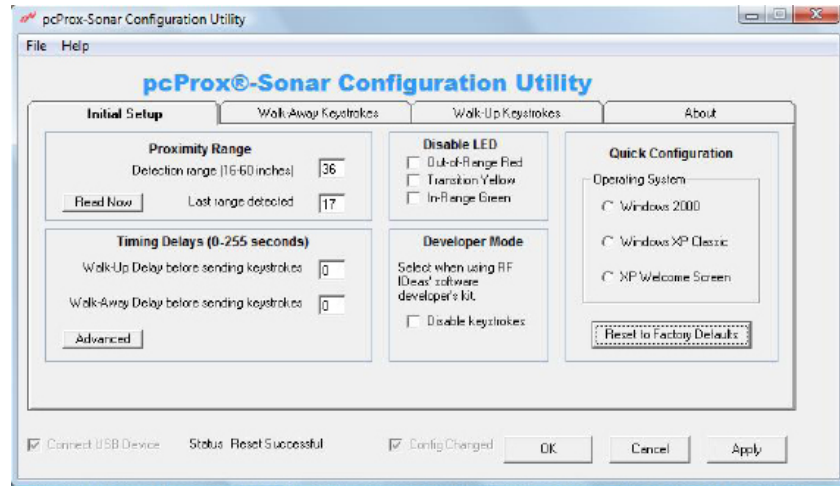 pcProx-Sonar Configuration Utility
File Help
pcProx®-Sonar Configuration Utility
Initial Setup
Walk-Away Keystrokes
Walk-Up Keystrokes
About
Proximity Range
Detection range (16-60 inches) 36
Read Now
Last range detected 17
Timing Delays (0-255 seconds)
Walk-Up Delay before sending keystrokes 0
Walk-Away Delay before sending keystrokes 0
Advanced
Disable LED
Out-of-Range Red
Transition Yellow
In-Range Green
Developer Mode
Select when using RF
IDeas' software
developer's kit.
Disable keystrokes
Quick Configuration
Operating System
Windows 2000
Windows XP Classic
XP Welcome Screen
Reset to Factory Defaults
Connect USB Device
Status Reset Successful
Config Changed
OK
Cancel
Apply